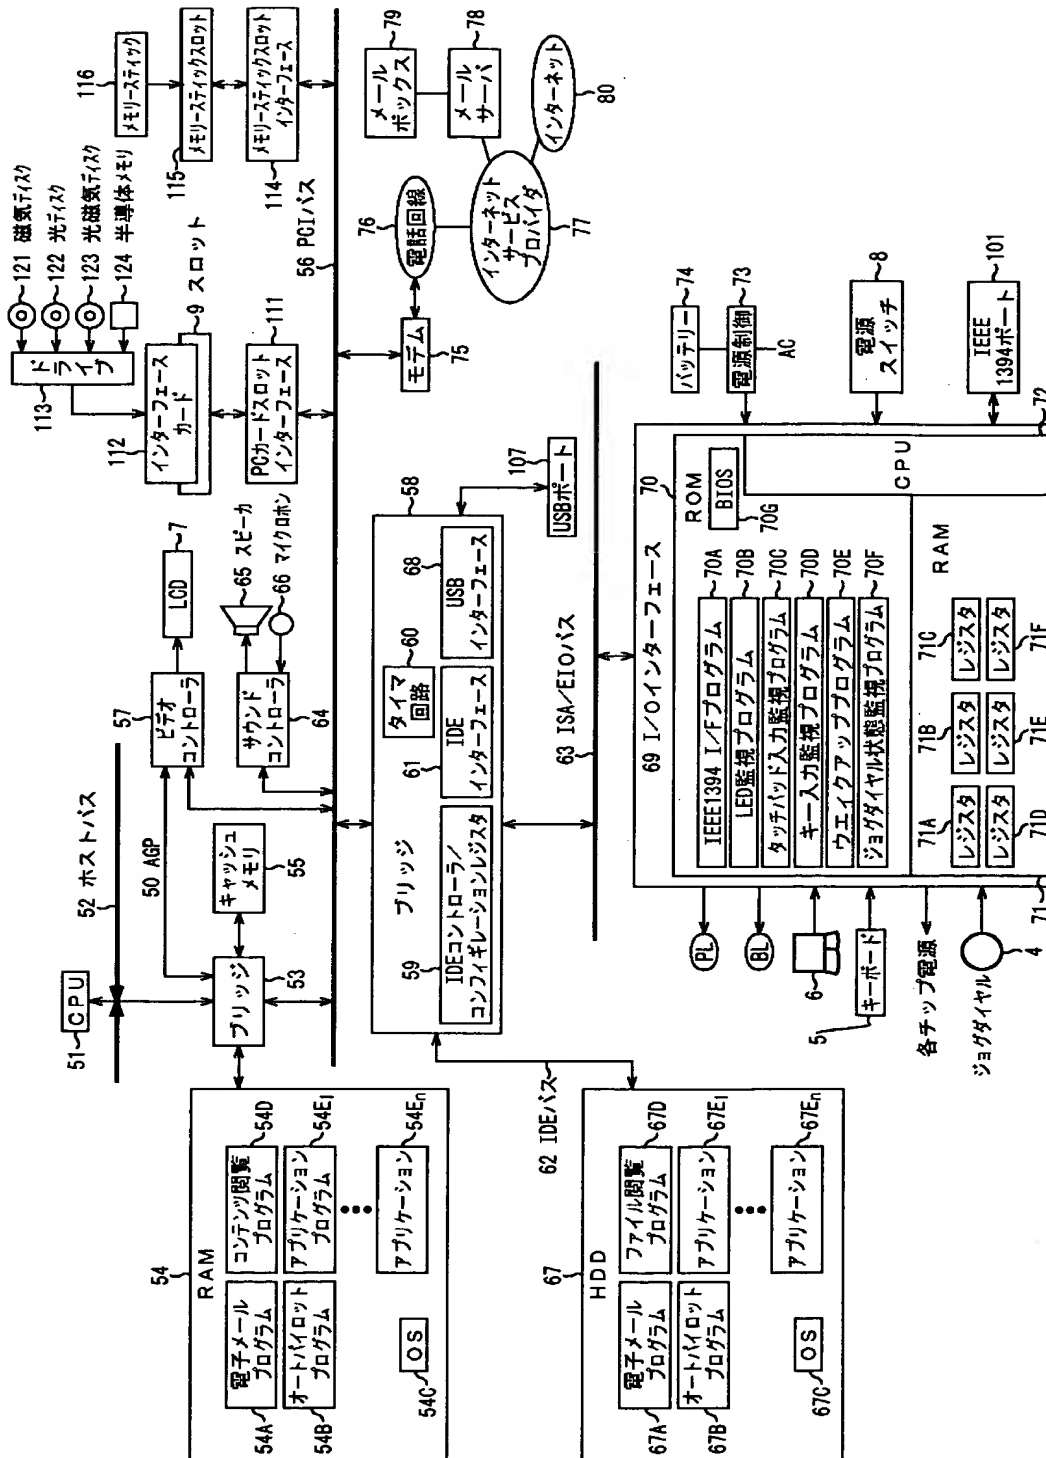 51 CPU
52 ホストバス
50 AGP
ブリッジ
53
キャッシュ
メモリ
55
ビデオ
コントローラ
57
LCD
7
サウンド
コントローラ
64
65 スピーカ
66 マイクロホン
54
RAM
電子メール
プログラム
54A
コンテンツ閲覧
プログラム
54D
オートパイロット
プログラム
54B
アプリケーション
プログラム
54E1
アプリケーション
54En
OS
54C
56 PCIバス
121 磁気ディスク
122 光ディスク
123 光磁気ディスク
124 半導体メモリ
ドライブ
113
インターフェース
カード
112
9 スロット
PCカードスロット
インターフェース
111
メモリースティック
116
メモリースティックスロット
115
メモリースティックスロット
インターフェース
114
モデム
75
電話回線
76
インターネット
サービス
プロバイダ
77
メール
サーバ
78
メール
ボックス
79
インターネット
80
58
ブリッジ
タイマ
回路
60
IDEコントローラ/
コンフィギレーションレジスタ
59
IDE
インターフェース
61
USB
インターフェース
68
USBポート
107
62 IDEバス
63 ISA/EIOバス
67
HDD
電子メール
プログラム
67A
ファイル閲覧
プログラム
67D
オートパイロット
プログラム
67B
アプリケーション
67E1
アプリケーション
67En
OS
67C
69 I/Oインターフェース
70
ROM
BIOS
70G
IEEE1394 I/Fプログラム
70A
LED監視プログラム
70B
タッチパッド入力監視プログラム
70C
キー入力監視プログラム
70D
ウエイクアッププログラム
70E
ジョグダイヤル状態監視プログラム
70F
CPU
72
RAM
71
71A
レジスタ
71B
レジスタ
71C
レジスタ
レジスタ
71D
レジスタ
71E
レジスタ
71F
PL
BL
6
キーボード
5
各チップ電源
ジョグダイヤル
4
バッテリー
74
電源制御
73
AC
電源
スイッチ
8
IEEE
1394ポート
101